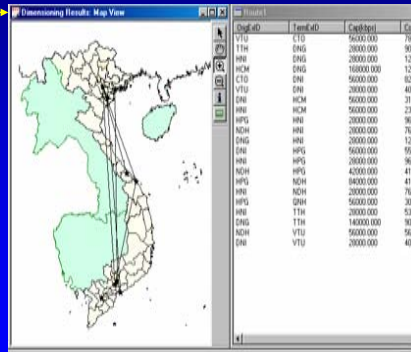 Dimensioning Results: Map View
Route1
OrgExID TermExID Cap(kbps)
VTU CTO 56000.000
TTH DNG 28000.000
HNI DNG 28000.000
HCM DNG 168000.000
CTO DNI 56000.000
VTU DNI 28000.000
DNI HCM 56000.000
HNI HCM 56000.000
HPG HNI 28000.000
NDH HNI 28000.000
DNG HNI 28000.000
DNI HPG 56000.000
HNI HPG 28000.000
NDH HPG 42000.000
HPG NDH 84000.000
HNI NDH 28000.000
HPG QNH 56000.000
HNI TTH 28000.000
DNG TTH 140000.000
NDH VTU 56000.000
DNI VTU 28000.000